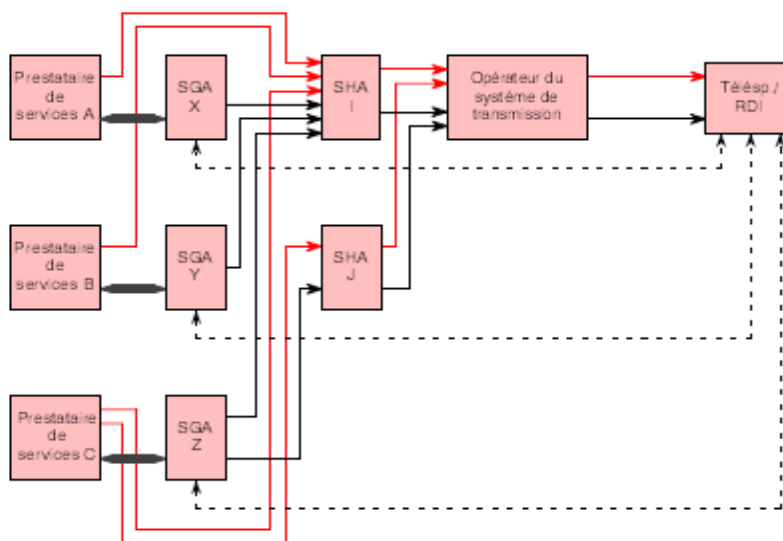 Prestataire
de
services A
SGA
X
SHA
I
Opérateur du
système de
transmission
Télésp./
RDI
Prestataire
de
services B
SGA
Y
SHA
J
Prestataire
de
services C
SGA
Z